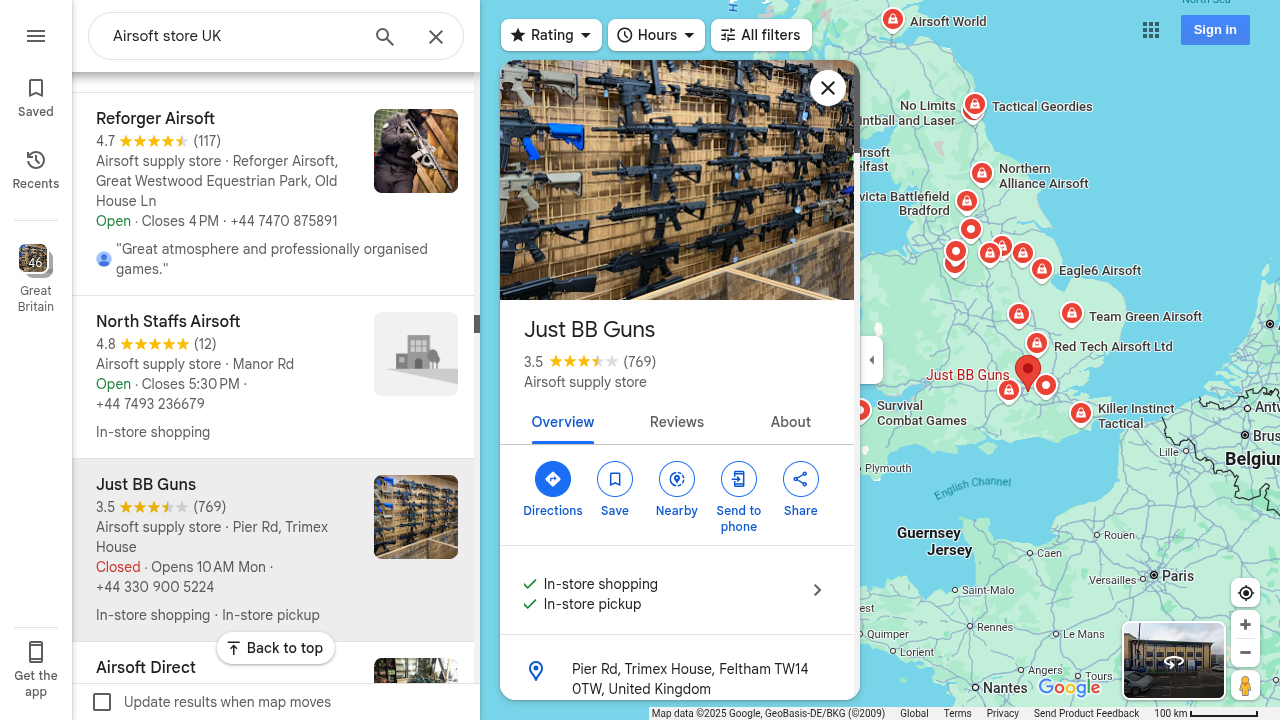 Airsoft store UK
Saved
Recents
46
Great
Britain
Get the
app
Reforger Airsoft
4.7 (117)
Airsoft supply store · Reforger Airsoft,
Great Westwood Equestrian Park, Old
House Ln
Open · Closes 4 PM · +44 7470 875891
"Great atmosphere and professionally organised
games."
North Staffs Airsoft
4.8 (12)
Airsoft supply store · Manor Rd
Open · Closes 5:30 PM ·
+44 7493 236679
In-store shopping
Just BB Guns
3.5 (769)
Airsoft supply store · Pier Rd, Trimex
House
Closed · Opens 10 AM Mon ·
+44 330 900 5224
In-store shopping · In-store pickup
Back to top
Airsoft Direct
Update results when map moves
Rating
Hours
All filters
Sign in
Just BB Guns
3.5 (769)
Airsoft supply store
Overview
Reviews
About
Directions
Save
Nearby
Send to
phone
Share
In-store shopping
In-store pickup
Pier Rd, Trimex House, Feltham TW14
0TW, United Kingdom
North Sea
Airsoft World
No Limits
intball and Laser
Tactical Geordies
irsoft
elfast
Northern
Alliance Airsoft
victa Battlefield
Bradford
Eagle6 Airsoft
Team Green Airsoft
Red Tech Airsoft Ltd
Just BB Guns
Survival
Combat Games
Killer Instinct
Tactical
Plymouth
English Channel
Lille
Antw
Brus
Belgium
Guernsey
Jersey
Caen
Rouen
Versailles
Paris
Saint-Malo
est
Quimper
Rennes
Le Mans
Lorient
Angers
Tours
Nantes
Google
Map data ©2025 Google, GeoBasis-DE/BKG (©2009)
Global
Terms
Privacy
Send Product Feedback
100 km